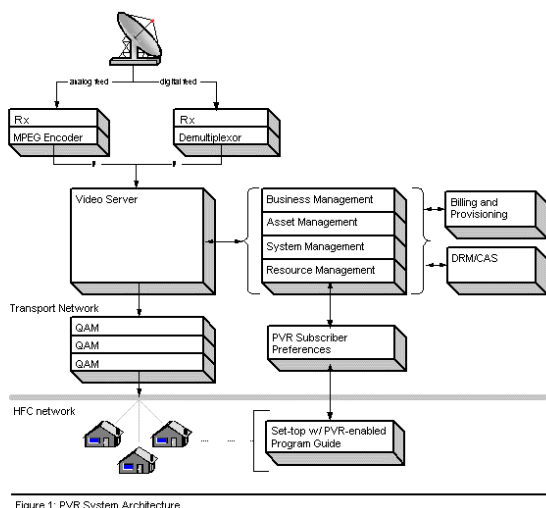 analog feed
digital feed
Rx
MPEG Encoder
Rx
Demultiplexor
IP
IP
Video Server
Business Management
Asset Management
System Management
Resource Management
Billing and
Provisioning
DRM/CAS
Transport Network
QAM
QAM
QAM
PVR Subscriber
Preferences
HFC network
Set-top w/ PVR-enabled
Program Guide
Figure 1: PVR System Architecture